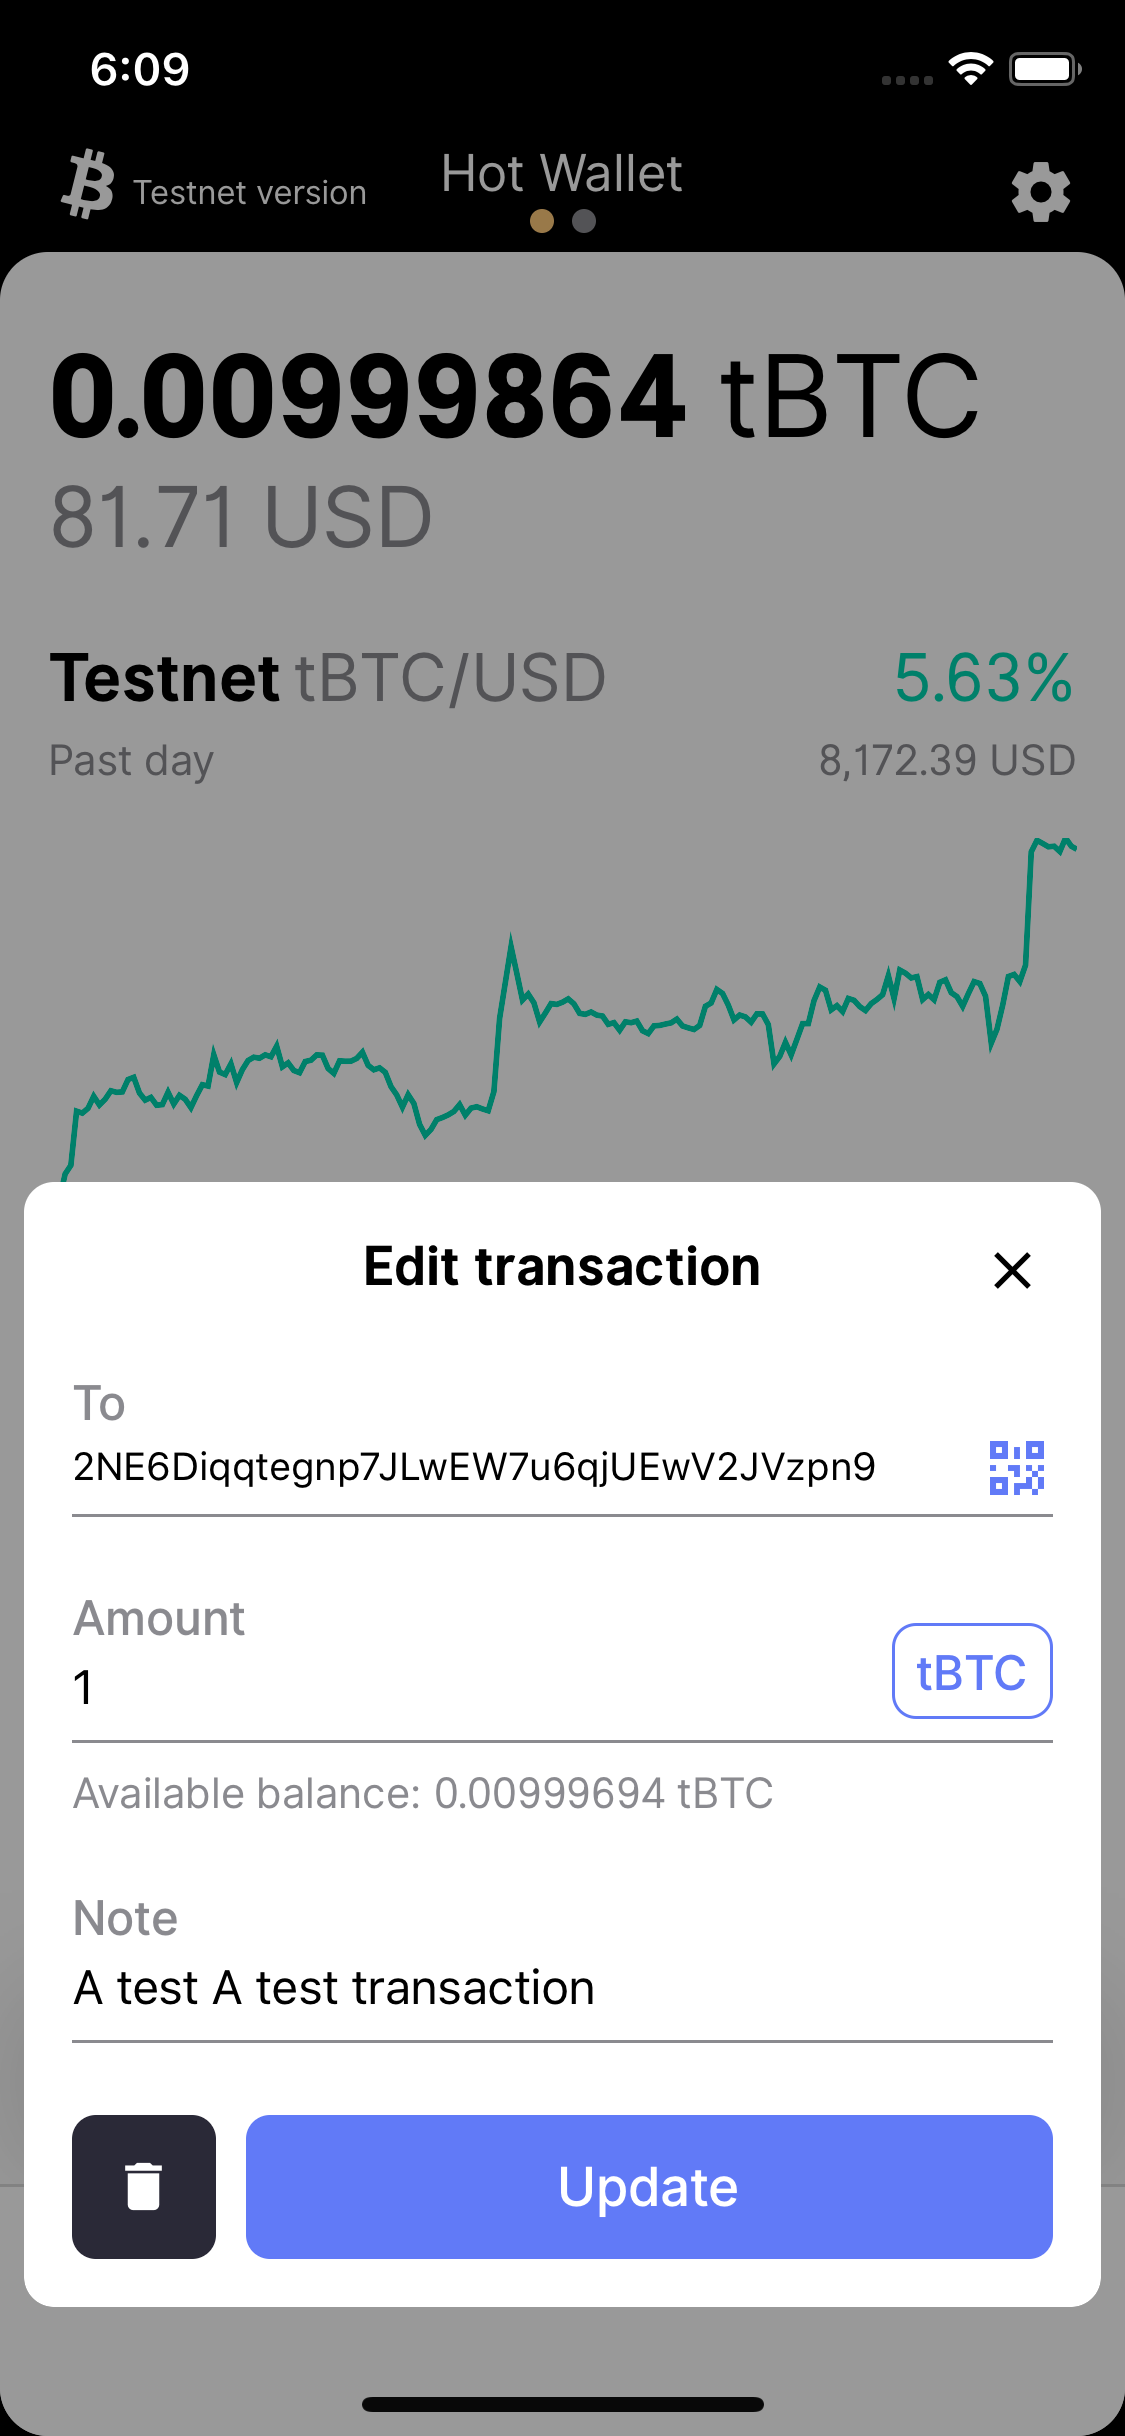 6:09
Testnet version
Hot Wallet
0.00999864 tBTC
81.71 USD
Testnet tBTC/USD
5.63%
Past day
8,172.39 USD
Edit transaction
To
2NE6Diqqtegnp7JLwEW7u6qjUEwV2JVzpn9
Amount
1
tBTC
Available balance: 0.00999694 tBTC
Note
A test A test transaction
Update